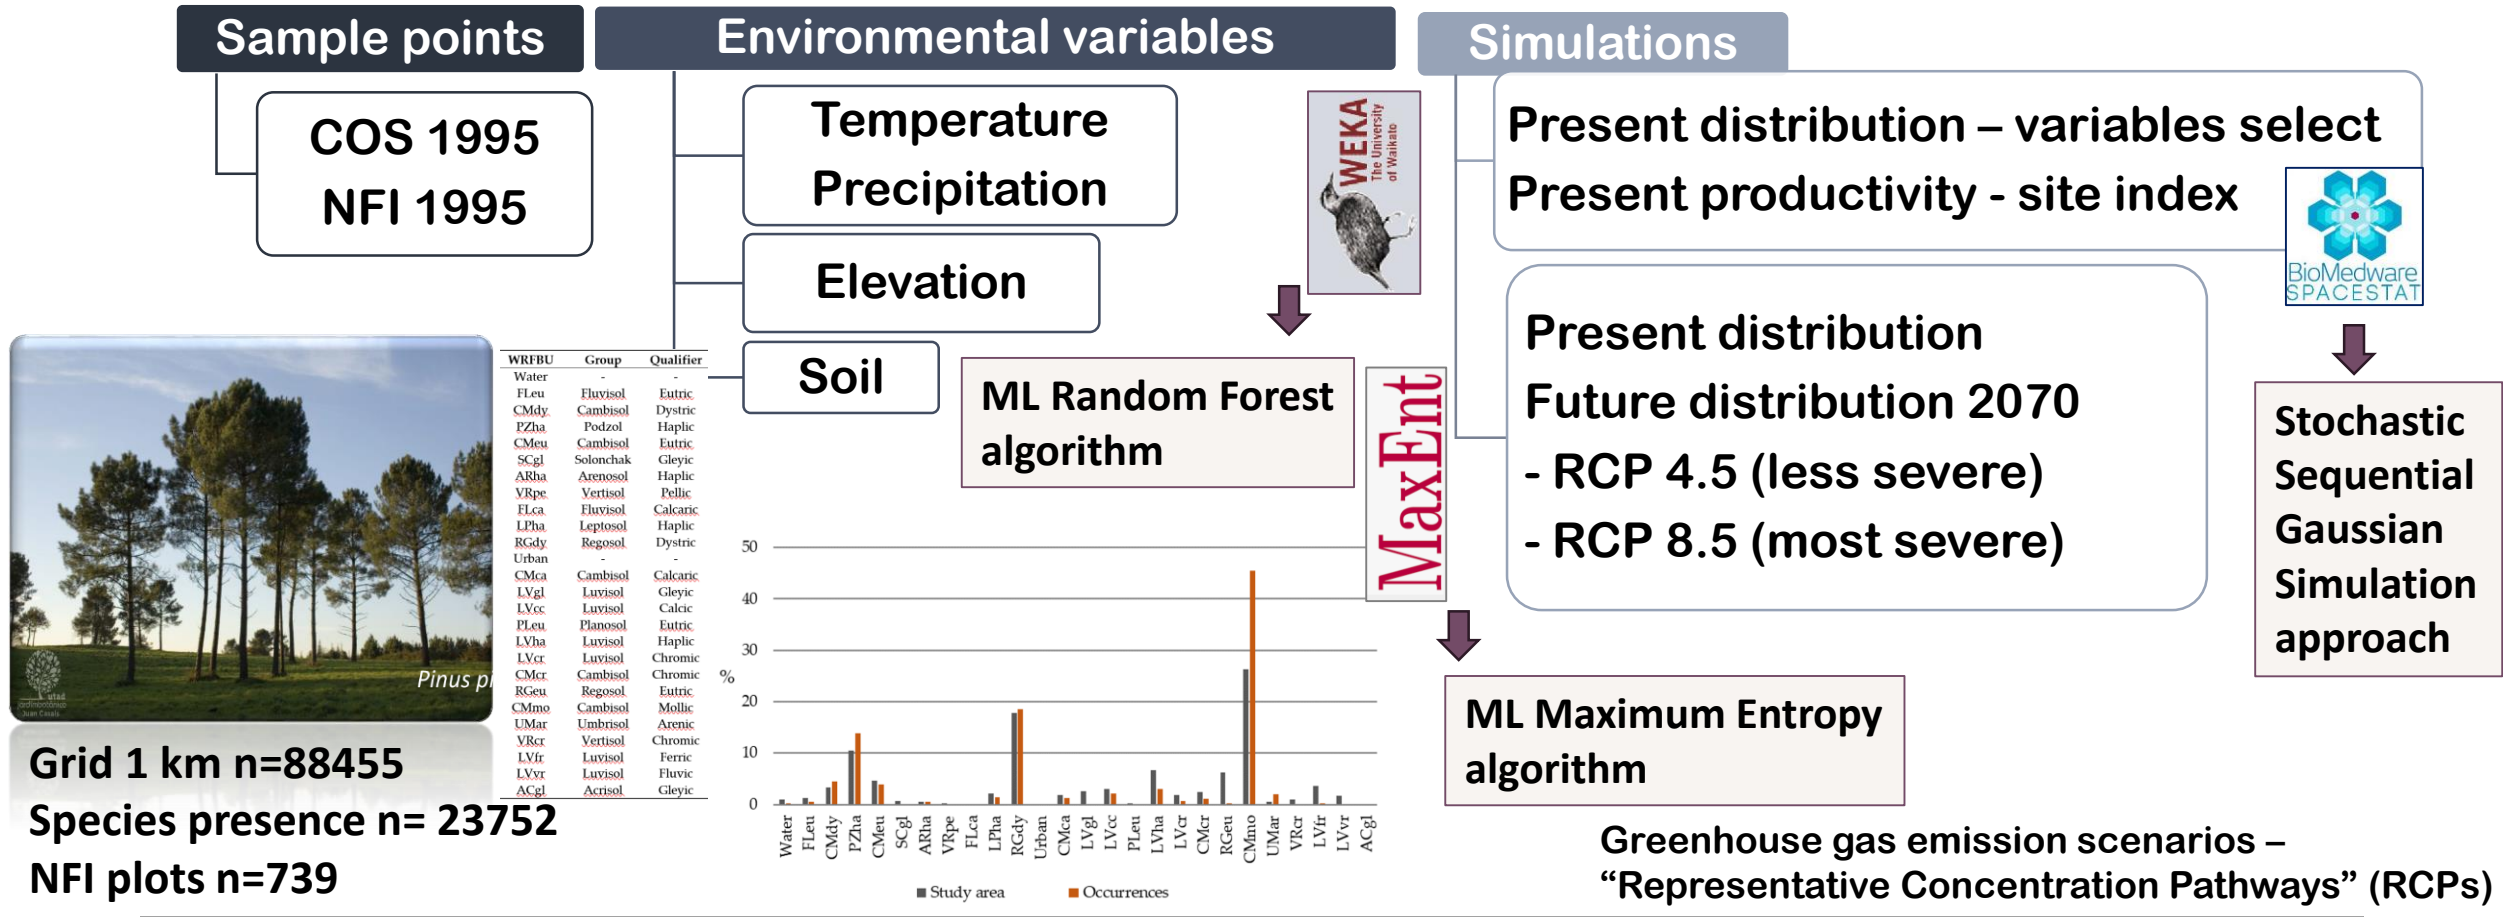 Sample points
COS 1995
NFI 1995
Environmental variables
Temperature
Precipitation
Elevation
Soil
Simulations
Present distribution – variables select
Present productivity - site index
Present distribution
Future distribution 2070
- RCP 4.5 (less severe)
- RCP 8.5 (most severe)
WEKA
The University
of Waikato
BioMedware
SPACESTAT
ML Random Forest
algorithm
MaxEnt
ML Maximum Entropy
algorithm
Stochastic
Sequential
Gaussian
Simulation
approach
Pinus pi
utad
jardimbotânico
Juan Casals
WRFBU Group Qualifier
Water - -
FLeu Fluvisol Eutric
CMdy Cambisol Dystric
PZha Podzol Haplic
CMeu Cambisol Eutric
SCgl Solonchak Gleyic
ARha Arenosol Haplic
VRpe Vertisol Pellic
FLca Fluvisol Calcaric
LPha Leptosol Haplic
RGdy Regosol Dystric
Urban - -
CMca Cambisol Calcaric
LVgl Luvisol Gleyic
LVcc Luvisol Calcic
PLeu Planosol Eutric
LVha Luvisol Haplic
LVcr Luvisol Chromic
CMcr Cambisol Chromic
RGeu Regosol Eutric
CMmo Cambisol Mollic
UMar Umbrisol Arenic
VRcr Vertisol Chromic
LVfr Luvisol Ferric
LVvr Luvisol Fluvic
ACgl Acrisol Gleyic
Grid 1 km n=88455
Species presence n= 23752
NFI plots n=739
%
50
40
30
20
10
0
Water
FLeu
CMdy
PZha
CMeu
SCgl
ARha
VRpe
FLca
LPha
RGdy
Urban
CMca
LVgl
LVcc
PLeu
LVha
LVcr
CMcr
RGeu
CMmo
UMar
VRcr
LVfr
LVvr
ACgl
Study area
Occurrences
Greenhouse gas emission scenarios –
“Representative Concentration Pathways” (RCPs)